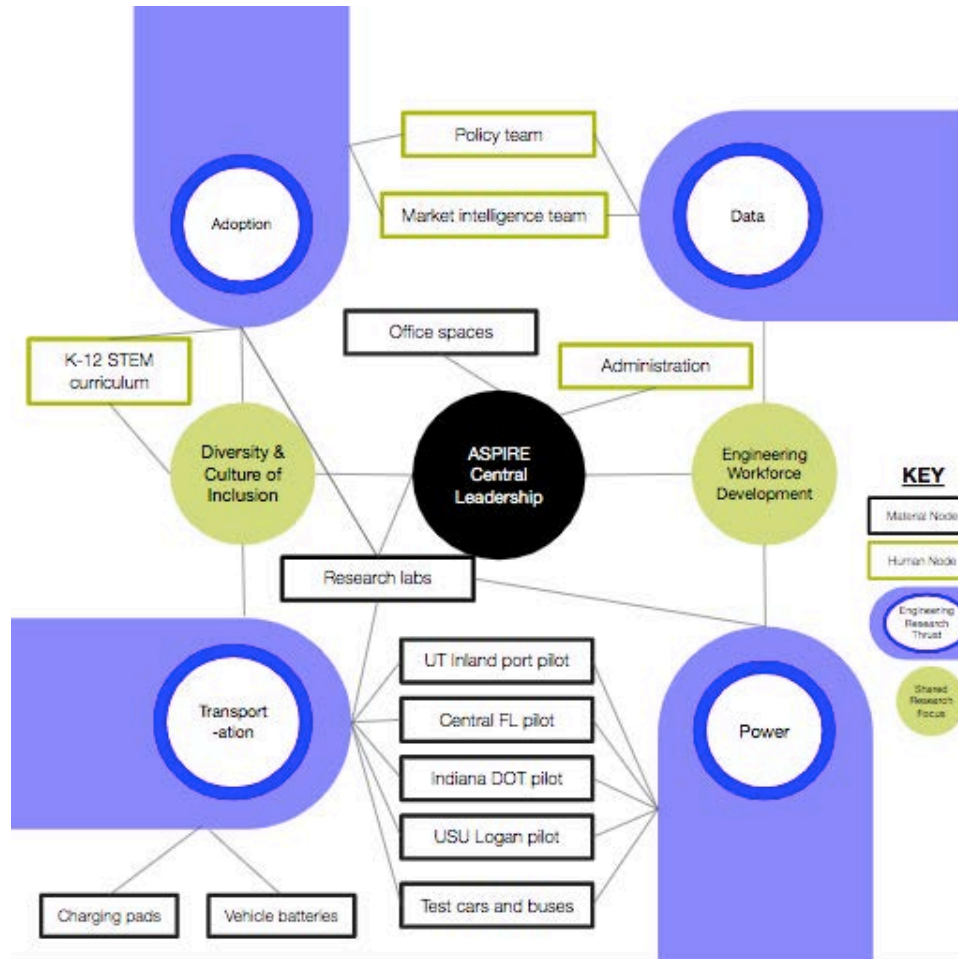 Policy team
Adoption
Market intelligence team
Data
Office spaces
K-12 STEM
curriculum
Administration
Diversity &
Culture of
Inclusion
ASPIRE
Central
Leadership
Engineering
Workforce
Development
KEY
Material Node
Human Node
Engineering
Research
Thrust
Shared
Research
Focus
Research labs
UT Inland port pilot
Transport
-ation
Central FL pilot
Power
Indiana DOT pilot
USU Logan pilot
Test cars and buses
Charging pads
Vehicle batteries